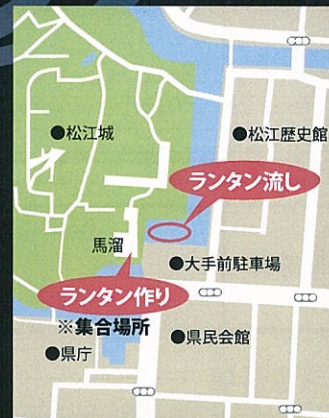 ●松江城
●松江歴史館
ランタン流し
馬溜
●大手前駐車場
ランタン作り
※集合場所
●県民会館
●県庁